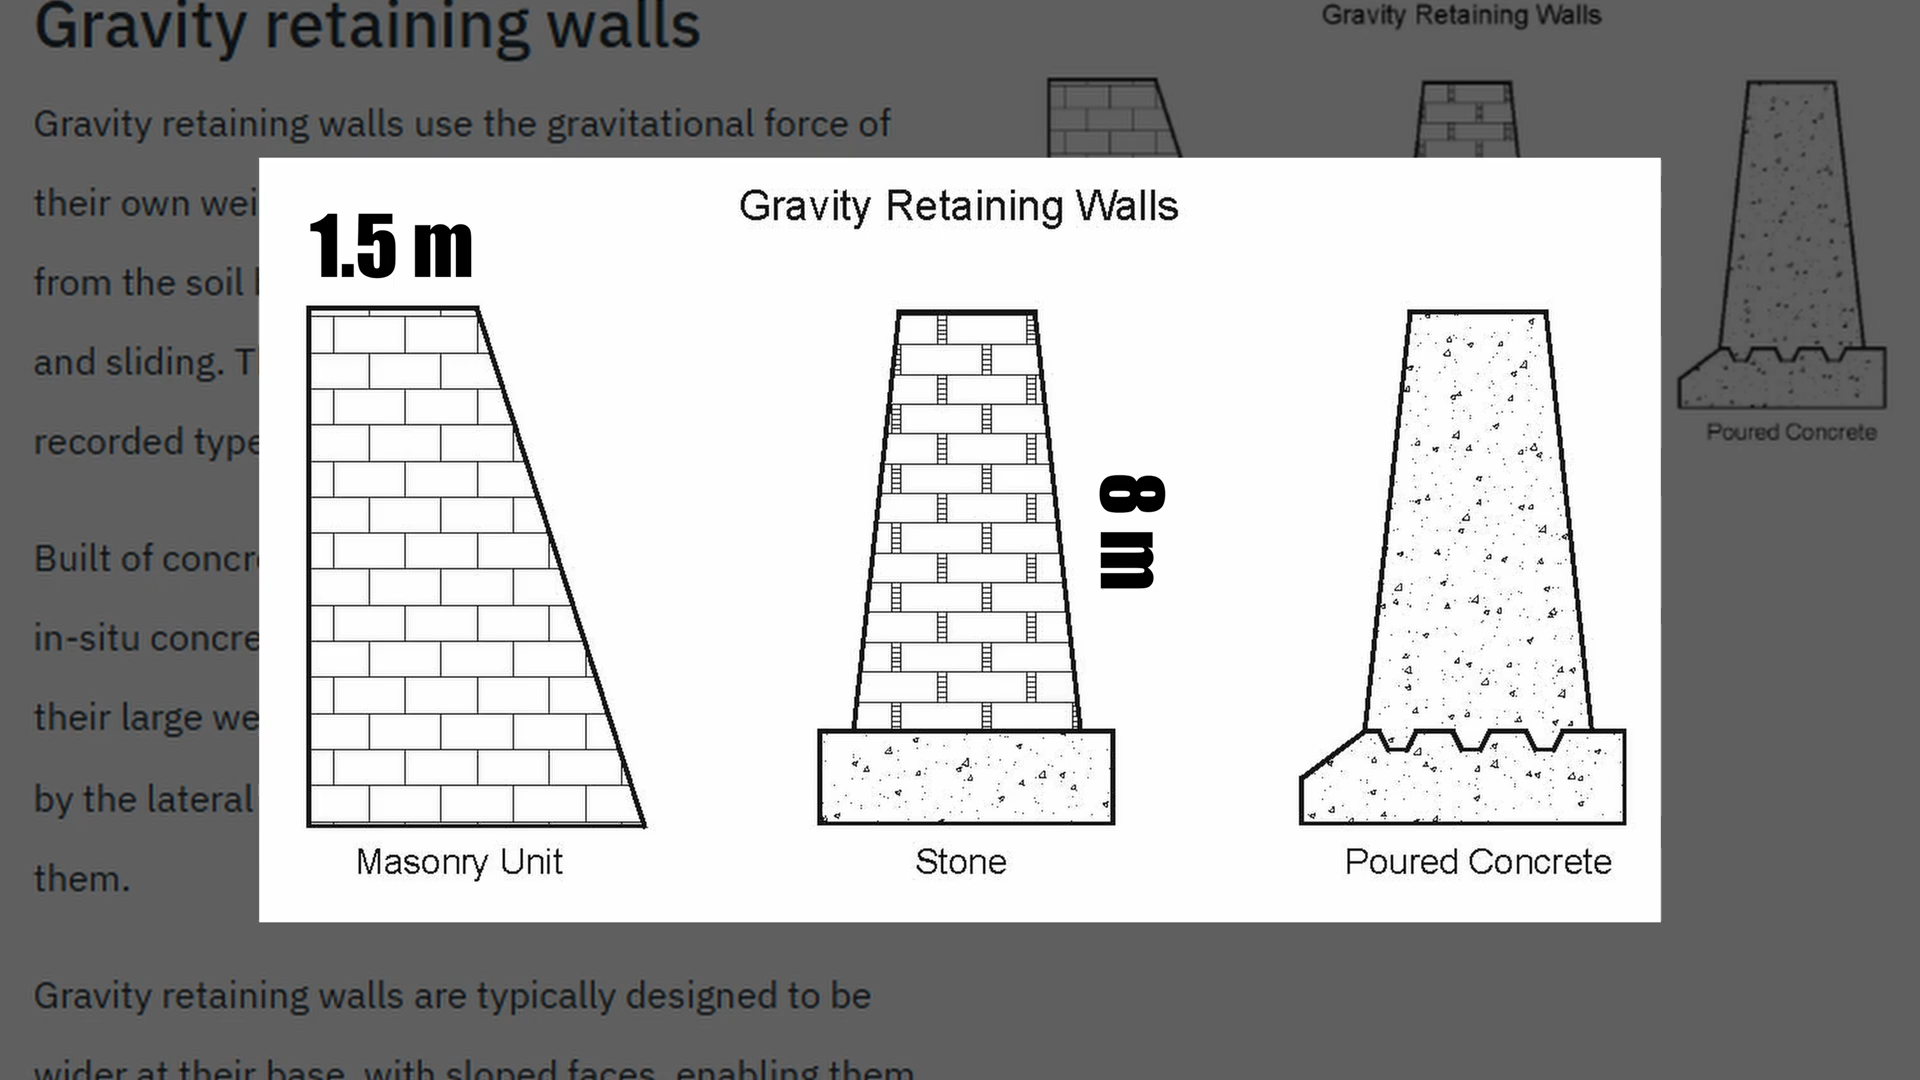 Gravity retaining walls
Gravity Retaining Walls
Gravity retaining walls use the gravitational force of
their own wei
from the soil
and sliding. T
recorded type
Built of concr
in-situ concre
their large we
by the lateral
them.
Gravity retaining walls are typically designed to be
wider at their base, with sloped faces, enabling them
Poured Concrete
Gravity Retaining Walls
1.5 m
8 m
Masonry Unit
Stone
Poured Concrete